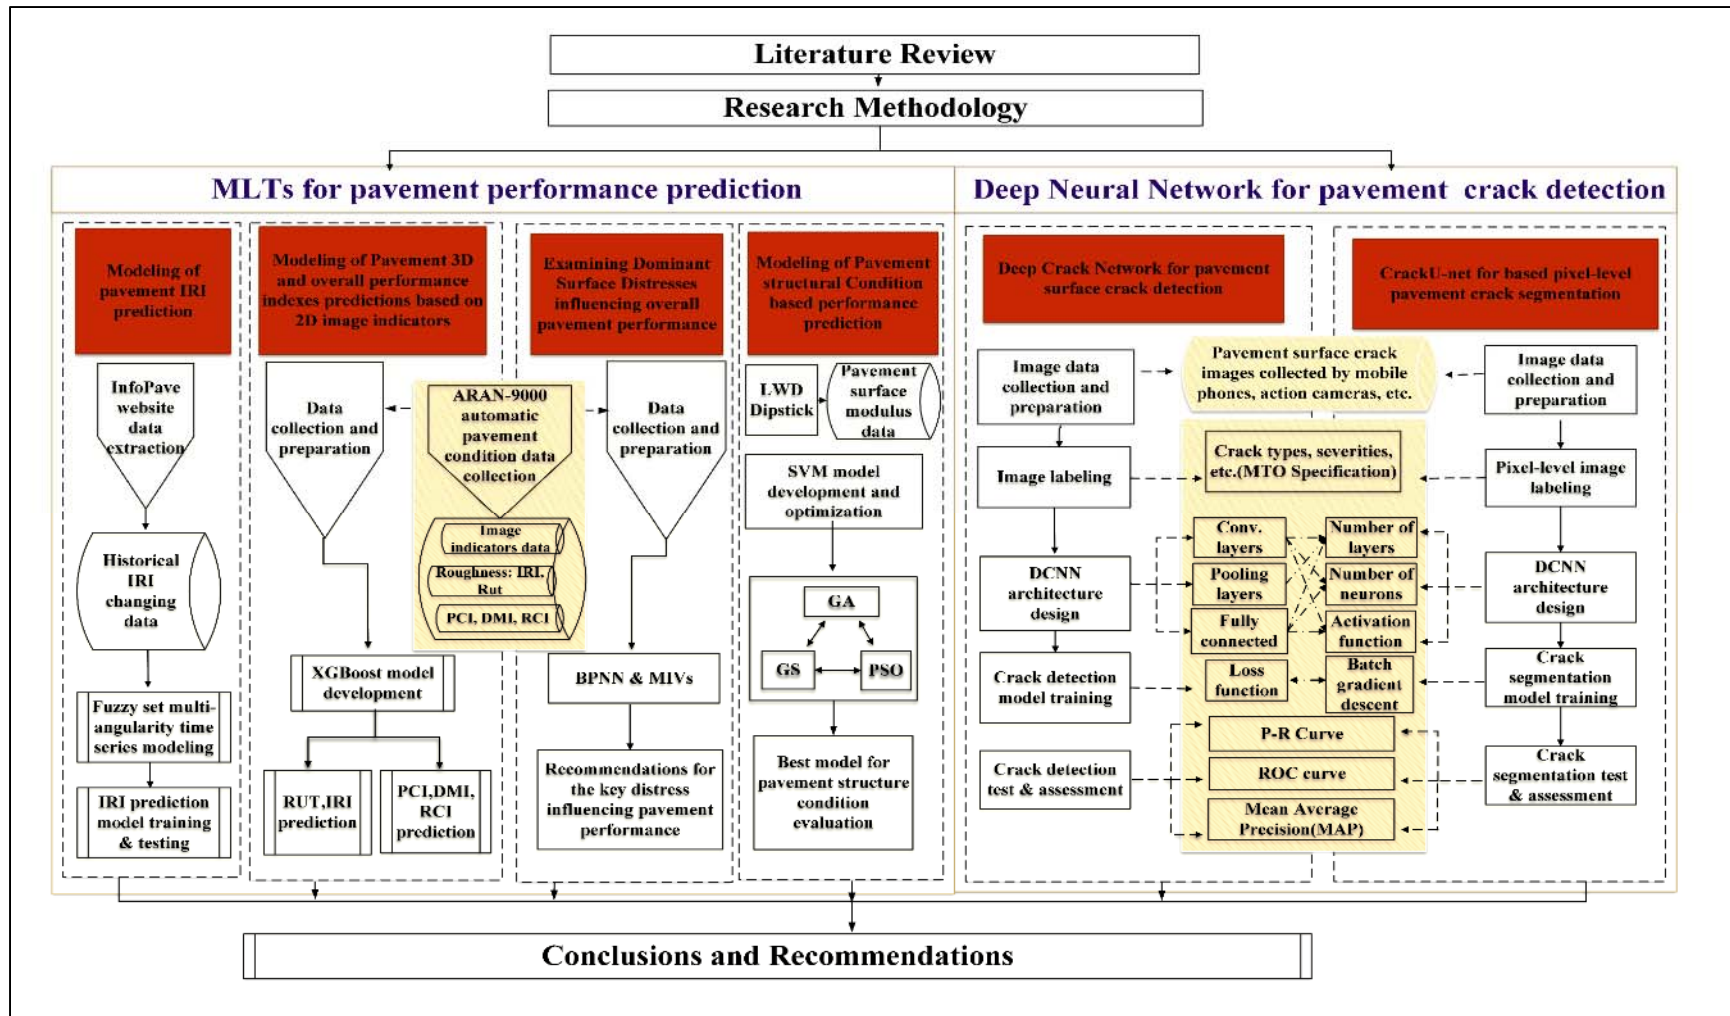 Literature Review
Research Methodology
MLTs for pavement performance prediction
Modeling of
pavement IRI
prediction
InfoPave
website
data
extraction
Historical
IRI
changing
data
Fuzzy set multi-
angularity time
series modeling
IRI prediction
model training
& testing
Modeling of Pavement 3D
and overall performance
indexes predictions based on
2D image indicators
Data
collection and
preparation
XGBoost model
development
RUT,IRI
prediction
PCI,DMI,
RCI
prediction
ARAN-9000
automatic
pavement
condition data
collection
Image
indicators data
Roughness: IRI,
Rut
PCI, DMI, RCI
Examining Dominant
Surface Distresses
influencing overall
pavement performance
Data
collection and
preparation
BPNN & MIVs
Recommendations for
the key distress
influencing pavement
performance
Modeling of Pavement
structural Condition
based performance
prediction
LWD
Dipstick
Pavement
surface
modulus
data
SVM model
development and
optimization
GA
GS
PSO
Best model for
pavement structure
condition
evaluation
Deep Neural Network for pavement crack detection
Deep Crack Network for pavement
surface crack detection
Image data
collection and
preparation
Image labeling
DCNN
architecture
design
Crack detection
model training
Crack detection
test & assessment
Pavement surface crack
images collected by mobile
phones, action cameras, etc.
Crack types, severities,
etc.(MTO Specification)
Conv.
layers
Number of
layers
Pooling
layers
Number of
neurons
Fully
connected
Activation
function
Loss
function
Batch
gradient
descent
P-R Curve
ROC curve
Mean Average
Precision(MAP)
CrackU-net for based pixel-level
pavement crack segmentation
Image data
collection and
preparation
Pixel-level image
labeling
DCNN
architecture
design
Crack
segmentation
model training
Crack
segmentation test
& assessment
Conclusions and Recommendations